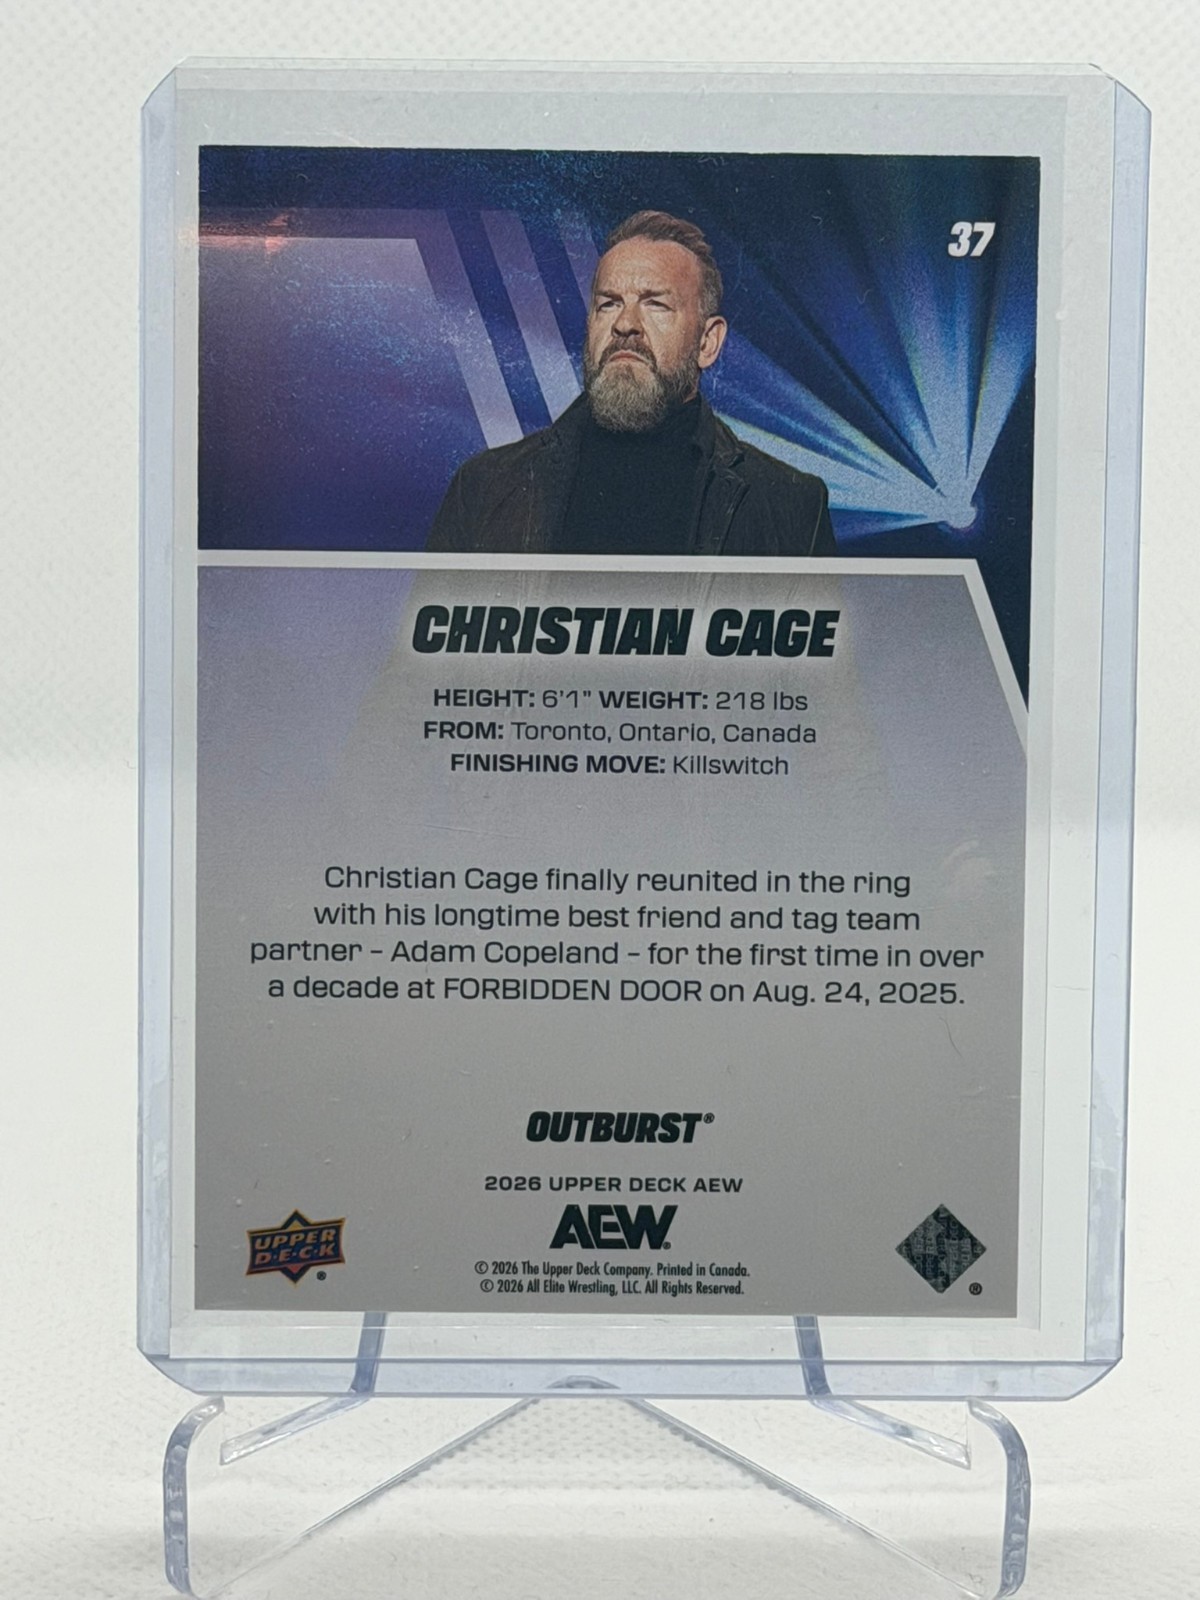 37
CHRISTIAN CAGE
HEIGHT: 6'1" WEIGHT: 218 lbs
FROM: Toronto, Ontario, Canada
FINISHING MOVE: Killswitch
Christian Cage finally reunited in the ring
with his longtime best friend and tag team
partner – Adam Copeland – for the first time in over
a decade at FORBIDDEN DOOR on Aug. 24, 2025.
OUTBURST®
2026 UPPER DECK AEW
AEW®
UPPER
DECK®
© 2026 The Upper Deck Company. Printed in Canada.
© 2026 All Elite Wrestling, LLC. All Rights Reserved.
®